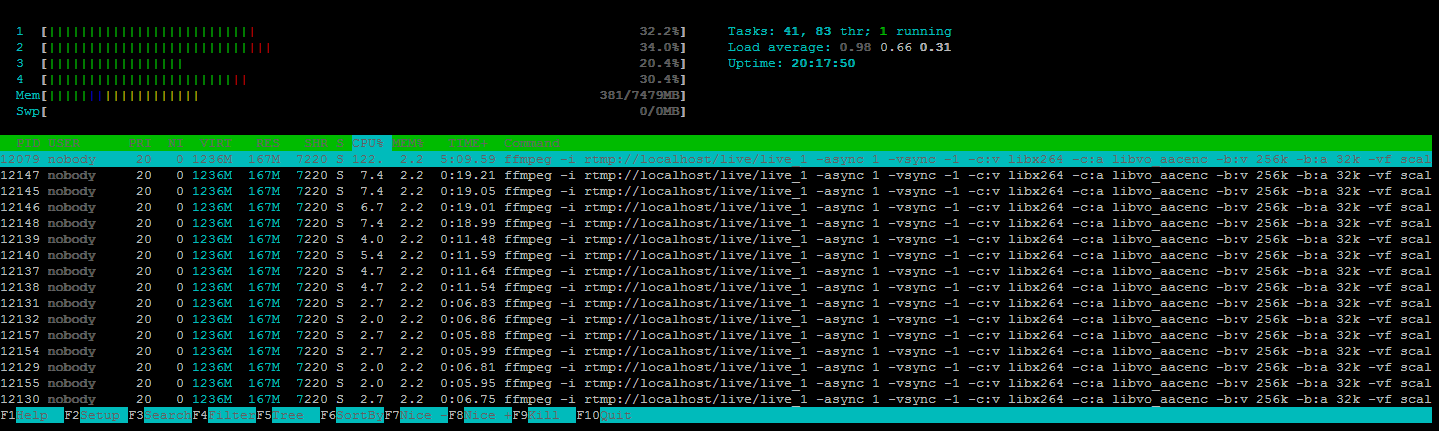 1 [|||||||||||||||||||||||||| 32.2%] Tasks: 41, 83 thr; 1 running
2 [|||||||||||||||||||||||||||| 34.0%] Load average: 0.98 0.66 0.31
3 [||||||||||||||||| 20.4%] Uptime: 20:17:50
4 [||||||||||||||||||||||||| 30.4%]
Mem[||||||||||||||||||| 381/7479MB]
Swp[ 0/0MB]
PID USER PRI NI VIRT RES SHR S CPU% MEM% TIME+ Command
12079 nobody 20 0 1236M 167M 7220 S 122. 2.2 5:09.59 ffmpeg -i rtmp://localhost/live/live_1 -async 1 -vsync -1 -c:v libx264 -c:a libvo_aacenc -b:v 256k -b:a 32k -vf scal
12147 nobody 20 0 1236M 167M 7220 S 7.4 2.2 0:19.21 ffmpeg -i rtmp://localhost/live/live_1 -async 1 -vsync -1 -c:v libx264 -c:a libvo_aacenc -b:v 256k -b:a 32k -vf scal
12145 nobody 20 0 1236M 167M 7220 S 7.4 2.2 0:19.05 ffmpeg -i rtmp://localhost/live/live_1 -async 1 -vsync -1 -c:v libx264 -c:a libvo_aacenc -b:v 256k -b:a 32k -vf scal
12146 nobody 20 0 1236M 167M 7220 S 6.7 2.2 0:19.01 ffmpeg -i rtmp://localhost/live/live_1 -async 1 -vsync -1 -c:v libx264 -c:a libvo_aacenc -b:v 256k -b:a 32k -vf scal
12148 nobody 20 0 1236M 167M 7220 S 7.4 2.2 0:18.99 ffmpeg -i rtmp://localhost/live/live_1 -async 1 -vsync -1 -c:v libx264 -c:a libvo_aacenc -b:v 256k -b:a 32k -vf scal
12139 nobody 20 0 1236M 167M 7220 S 4.0 2.2 0:11.48 ffmpeg -i rtmp://localhost/live/live_1 -async 1 -vsync -1 -c:v libx264 -c:a libvo_aacenc -b:v 256k -b:a 32k -vf scal
12140 nobody 20 0 1236M 167M 7220 S 5.4 2.2 0:11.59 ffmpeg -i rtmp://localhost/live/live_1 -async 1 -vsync -1 -c:v libx264 -c:a libvo_aacenc -b:v 256k -b:a 32k -vf scal
12137 nobody 20 0 1236M 167M 7220 S 4.7 2.2 0:11.64 ffmpeg -i rtmp://localhost/live/live_1 -async 1 -vsync -1 -c:v libx264 -c:a libvo_aacenc -b:v 256k -b:a 32k -vf scal
12138 nobody 20 0 1236M 167M 7220 S 4.7 2.2 0:11.54 ffmpeg -i rtmp://localhost/live/live_1 -async 1 -vsync -1 -c:v libx264 -c:a libvo_aacenc -b:v 256k -b:a 32k -vf scal
12131 nobody 20 0 1236M 167M 7220 S 2.7 2.2 0:06.83 ffmpeg -i rtmp://localhost/live/live_1 -async 1 -vsync -1 -c:v libx264 -c:a libvo_aacenc -b:v 256k -b:a 32k -vf scal
12132 nobody 20 0 1236M 167M 7220 S 2.0 2.2 0:06.86 ffmpeg -i rtmp://localhost/live/live_1 -async 1 -vsync -1 -c:v libx264 -c:a libvo_aacenc -b:v 256k -b:a 32k -vf scal
12157 nobody 20 0 1236M 167M 7220 S 2.7 2.2 0:05.88 ffmpeg -i rtmp://localhost/live/live_1 -async 1 -vsync -1 -c:v libx264 -c:a libvo_aacenc -b:v 256k -b:a 32k -vf scal
12154 nobody 20 0 1236M 167M 7220 S 2.7 2.2 0:05.99 ffmpeg -i rtmp://localhost/live/live_1 -async 1 -vsync -1 -c:v libx264 -c:a libvo_aacenc -b:v 256k -b:a 32k -vf scal
12129 nobody 20 0 1236M 167M 7220 S 2.0 2.2 0:06.81 ffmpeg -i rtmp://localhost/live/live_1 -async 1 -vsync -1 -c:v libx264 -c:a libvo_aacenc -b:v 256k -b:a 32k -vf scal
12155 nobody 20 0 1236M 167M 7220 S 2.0 2.2 0:05.95 ffmpeg -i rtmp://localhost/live/live_1 -async 1 -vsync -1 -c:v libx264 -c:a libvo_aacenc -b:v 256k -b:a 32k -vf scal
12130 nobody 20 0 1236M 167M 7220 S 2.7 2.2 0:06.75 ffmpeg -i rtmp://localhost/live/live_1 -async 1 -vsync -1 -c:v libx264 -c:a libvo_aacenc -b:v 256k -b:a 32k -vf scal
F1Help F2Setup F3SearchF4FilterF5Tree F6SortByF7Nice -F8Nice +F9Kill F10Quit